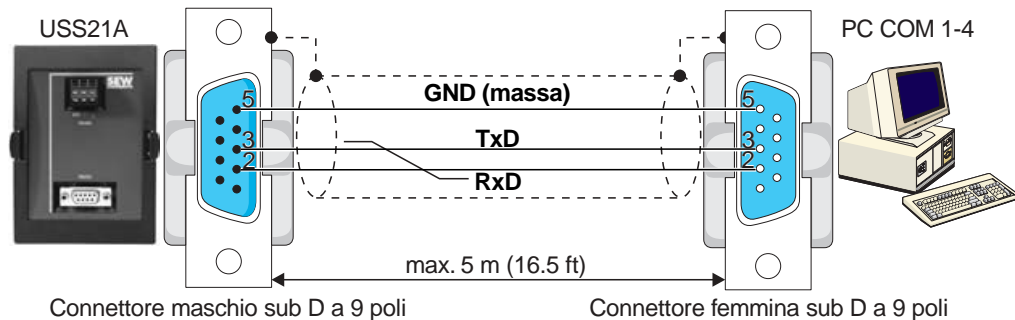 USS21A
PC COM 1-4
SEW
5
GND (massa)
5
3
TxD
3
2
RxD
2
max. 5 m (16.5 ft)
Connettore maschio sub D a 9 poli
Connettore femmina sub D a 9 poli